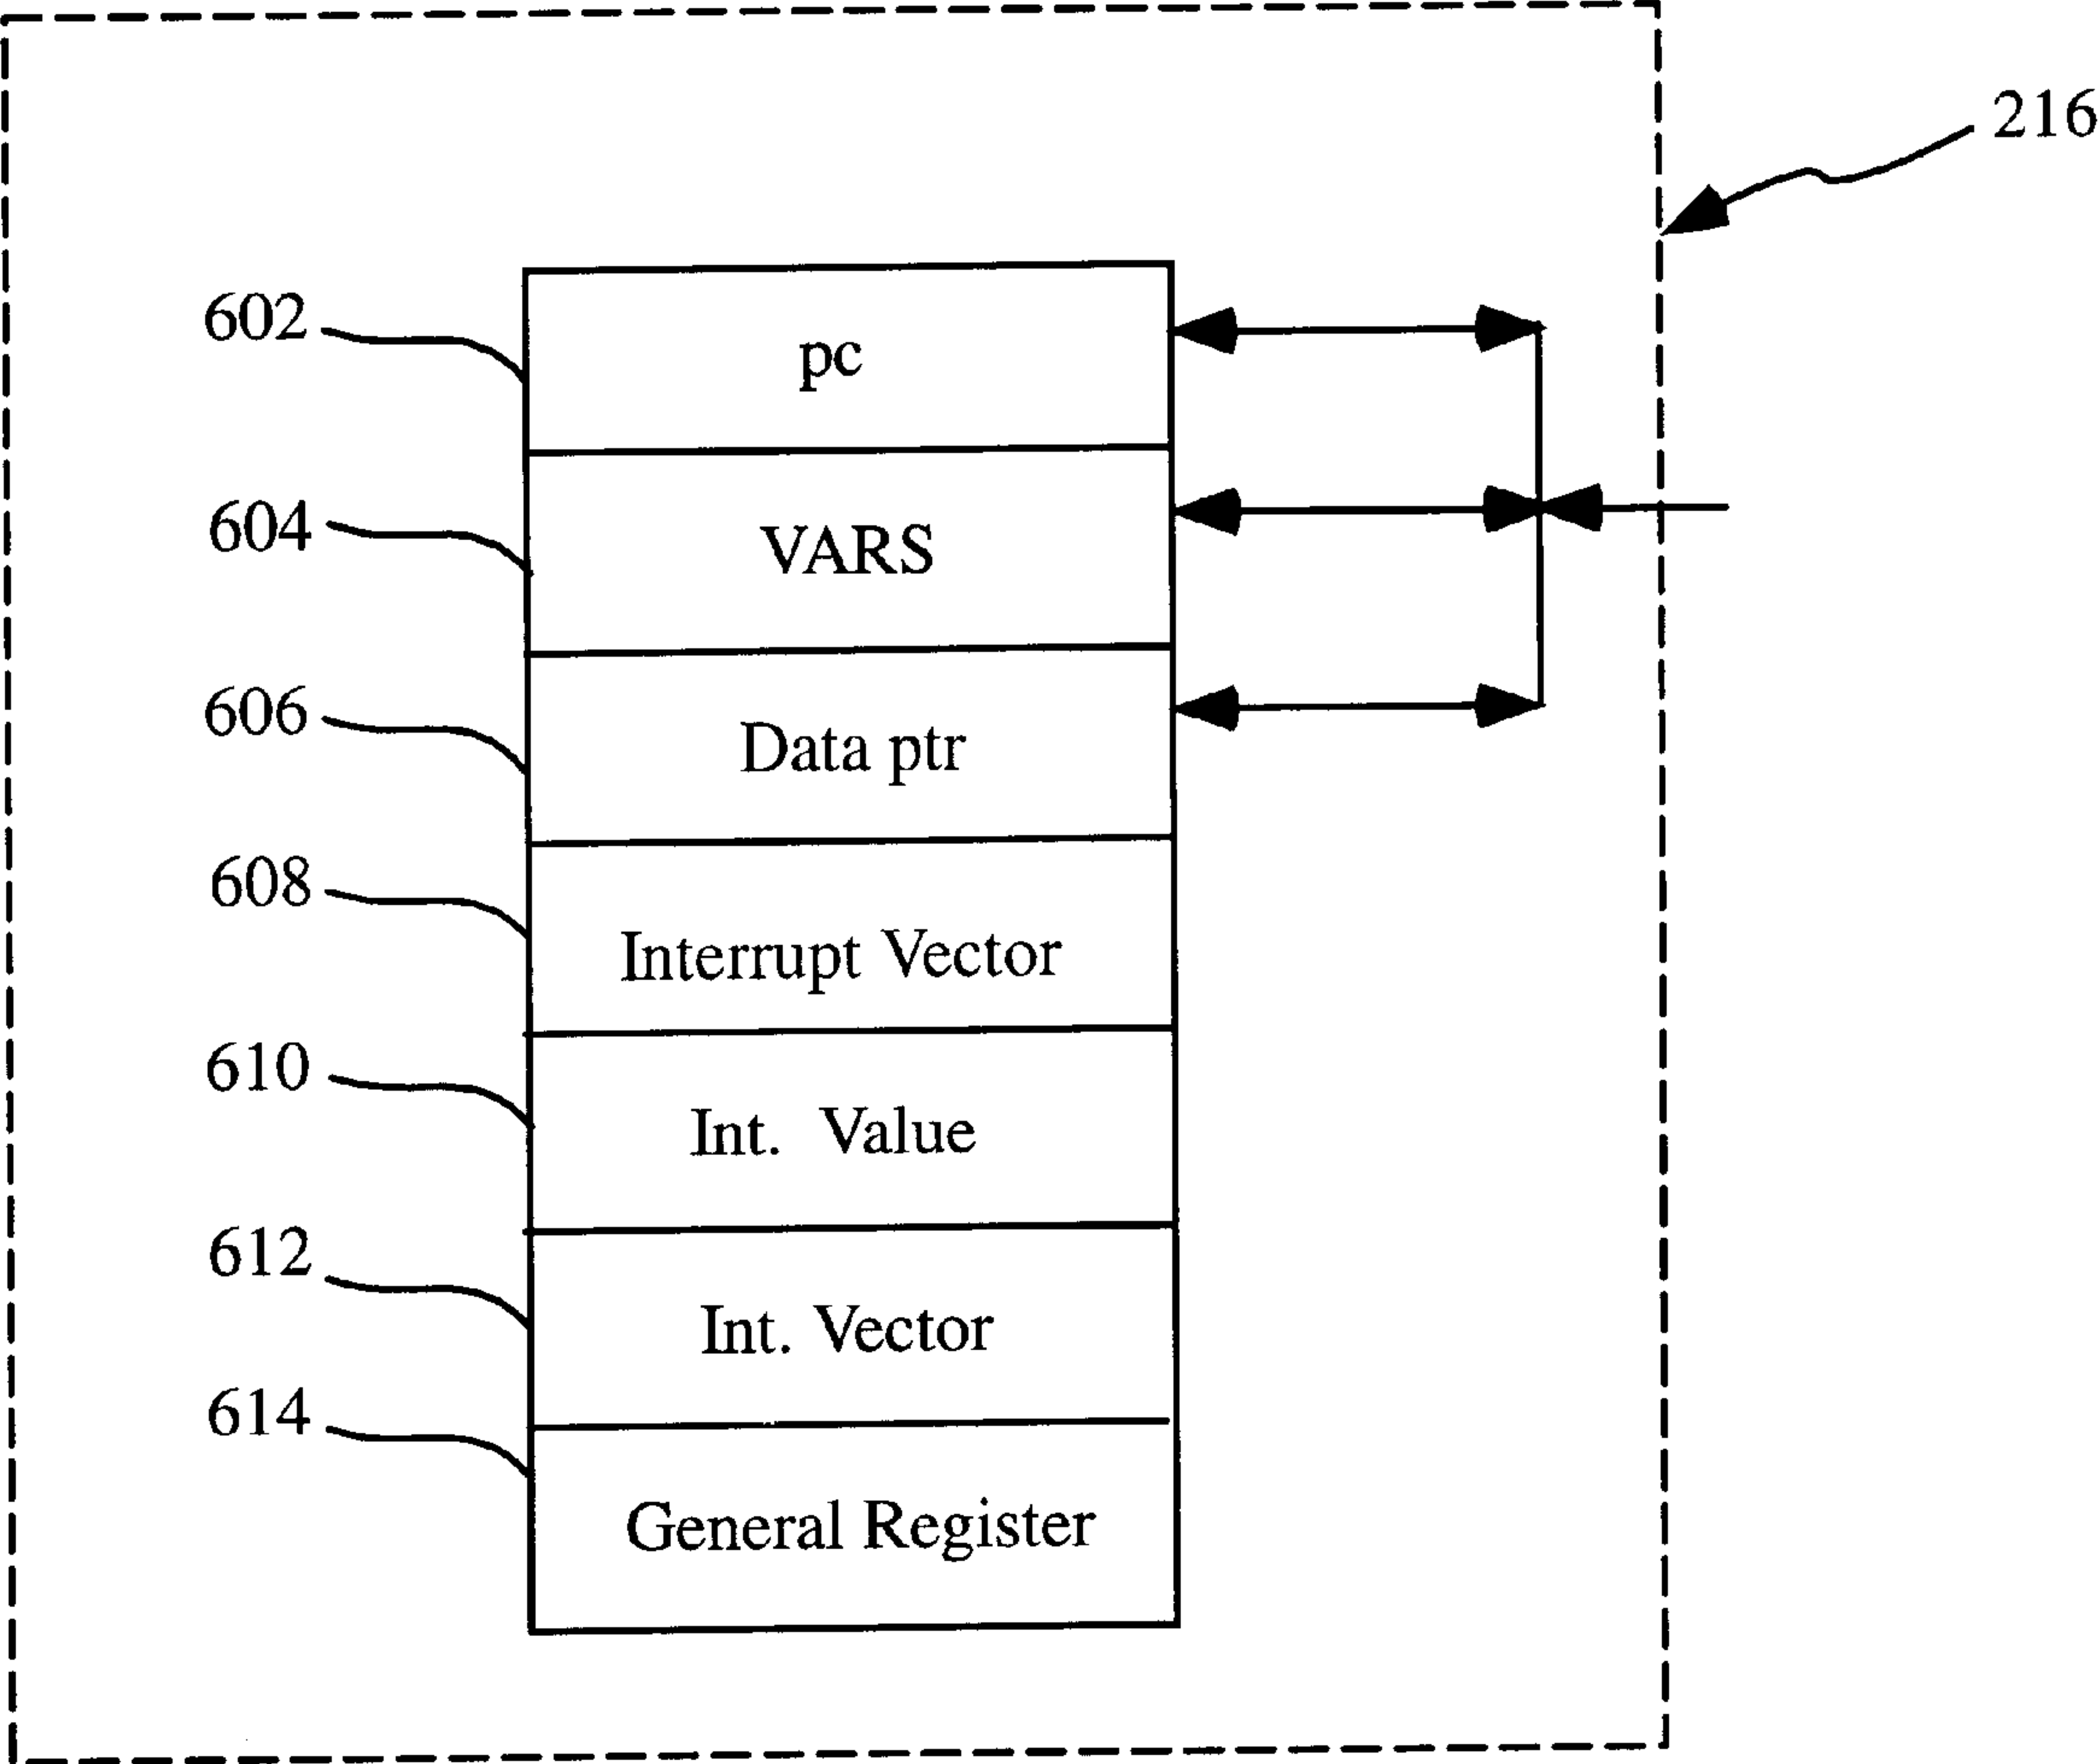 216
602
pc
604
VARS
606
Data ptr
608
Interrupt Vector
610
Int. Value
612
Int. Vector
614
General Register